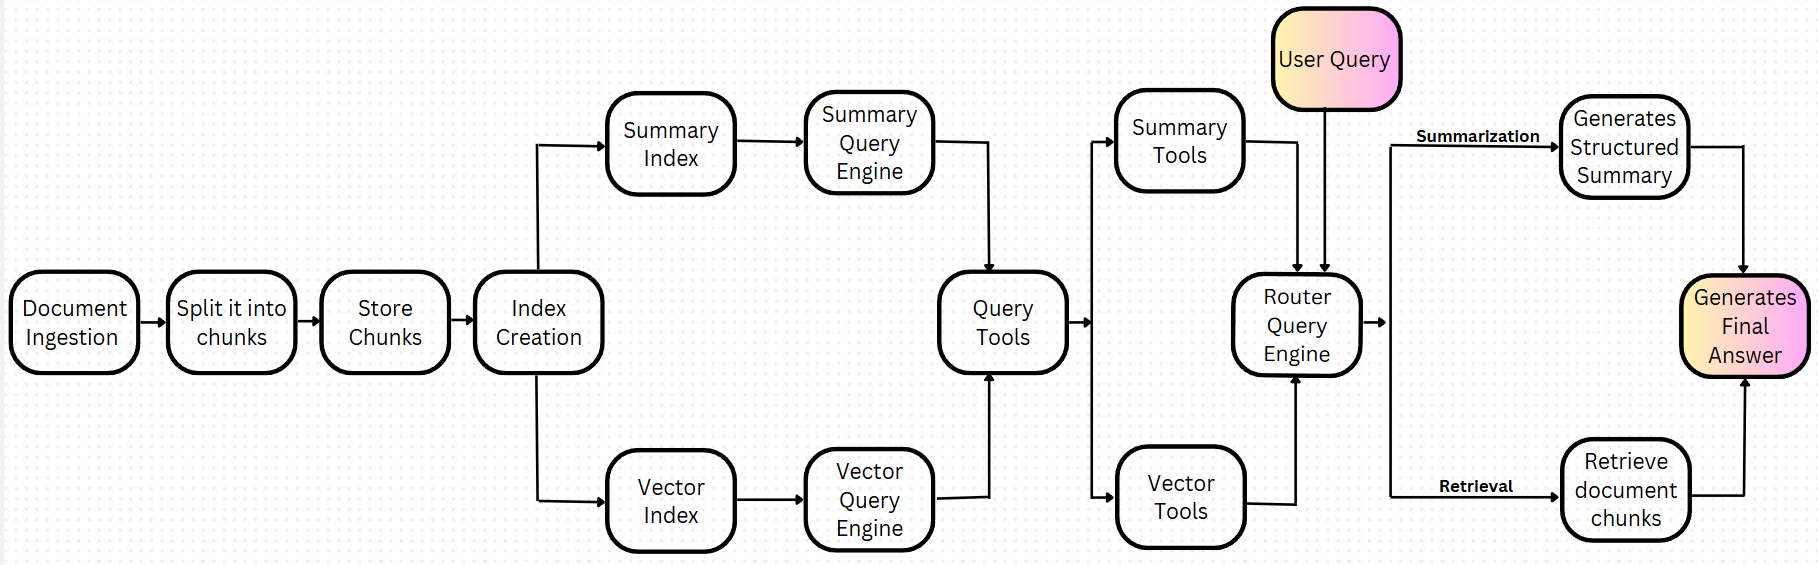 User Query
Summary
Index
Summary
Query
Engine
Summary
Tools
Summarization
Generates
Structured
Summary
Document
Ingestion
Split it into
chunks
Store
Chunks
Index
Creation
Query
Tools
Router
Query
Engine
Generates
Final
Answer
Vector
Index
Vector
Query
Engine
Vector
Tools
Retrieval
Retrieve
document
chunks